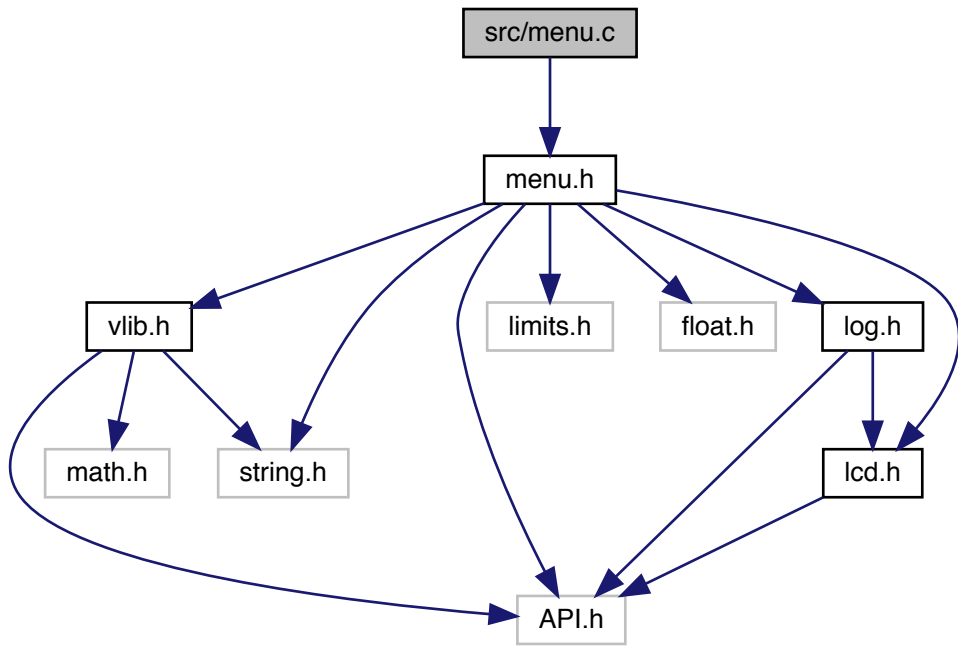 src/menu.c
menu.h
vlib.h
limits.h
float.h
log.h
math.h
string.h
lcd.h
API.h